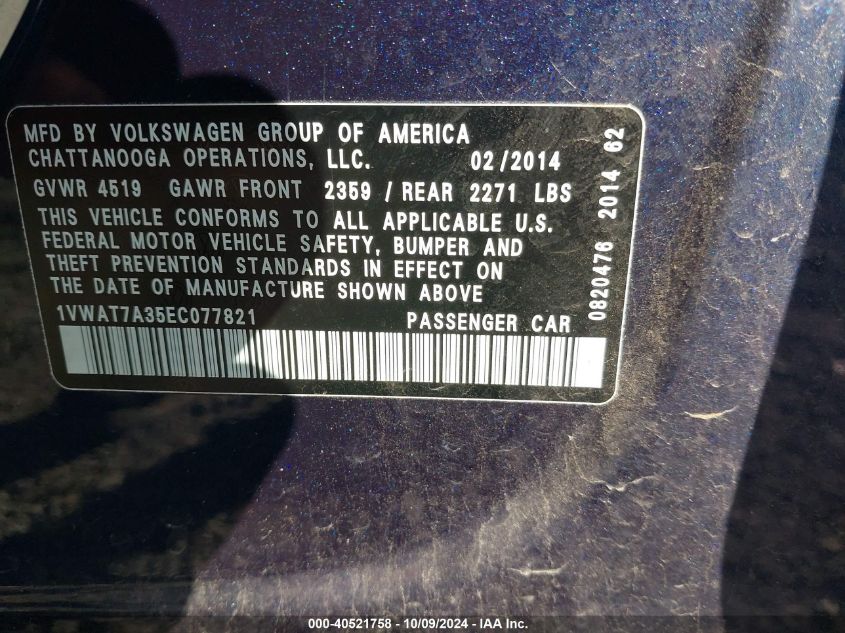 MFD BY VOLKSWAGEN GROUP OF AMERICA
CHATTANOOGA OPERATIONS, LLC. 02/2014
GVWR 4519 GAWR FRONT 2359 / REAR 2271 LBS
THIS VEHICLE CONFORMS TO ALL APPLICABLE U.S.
FEDERAL MOTOR VEHICLE SAFETY, BUMPER AND
THEFT PREVENTION STANDARDS IN EFFECT ON
THE DATE OF MANUFACTURE SHOWN ABOVE
1VWAT7A35EC077821 PASSENGER CAR
0820476 2014 62
000-40521758 - 10/09/2024 - IAA Inc.